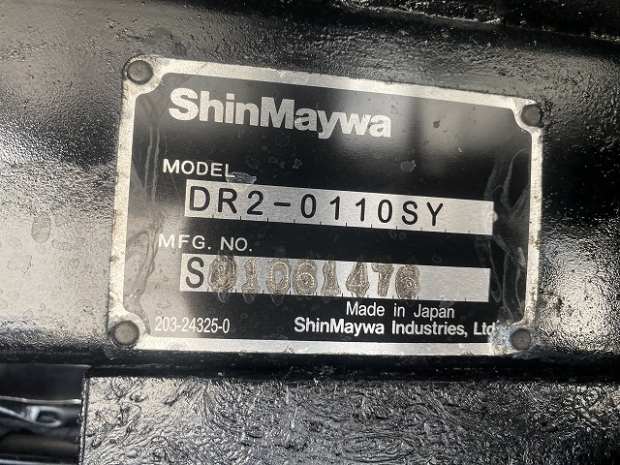 ShinMaywa
MODEL
DR2-0110SY
MFG. NO.
Made in Japan
203-24325-0
ShinMaywa Industries, Ltd